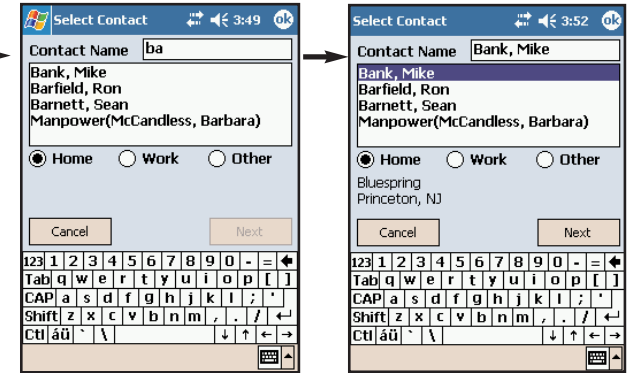 Select Contact 3:49 ok
Contact Name ba
Bank, Mike
Barfield, Ron
Barnett, Sean
Manpower(McCandless, Barbara)
Home Work Other
Cancel Next
123 1 2 3 4 5 6 7 8 9 0 - =
Tab q w e r t y u i o p [ ]
CAP a s d f g h j k l ; '
Shift z x c v b n m , . /
Ctl áü ` \
Select Contact 3:52 ok
Contact Name Bank, Mike
Bank, Mike
Barfield, Ron
Barnett, Sean
Manpower(McCandless, Barbara)
Home Work Other
Bluespring
Princeton, NJ
Cancel Next
123 1 2 3 4 5 6 7 8 9 0 - =
Tab q w e r t y u i o p [ ]
CAP a s d f g h j k l ; '
Shift z x c v b n m , . /
Ctl áü ` \